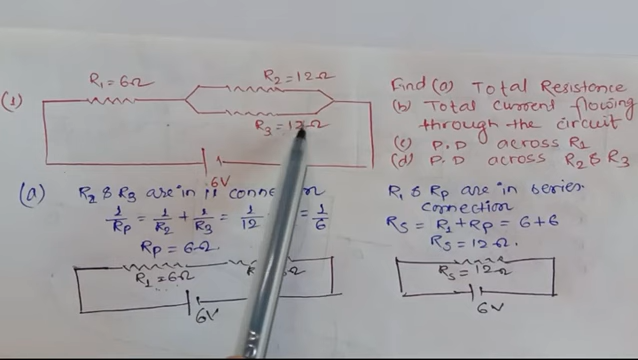 (1)
R1=6Ω
R2=12Ω
R3=12Ω
6V
Find (a) Total Resistance
(b) Total Current flowing
through the circuit
(c) P.D across R1
(d) P.D across R2 & R3
(a) R2 & R3 are in || connection
1/RP = 1/R2 + 1/R3 = 1/12 = 1/6
RP = 6Ω.
R1=6Ω
6V
R1 & RP are in series
connection
RS = R1+RP = 6+6
RS = 12Ω.
RS=12Ω
6V